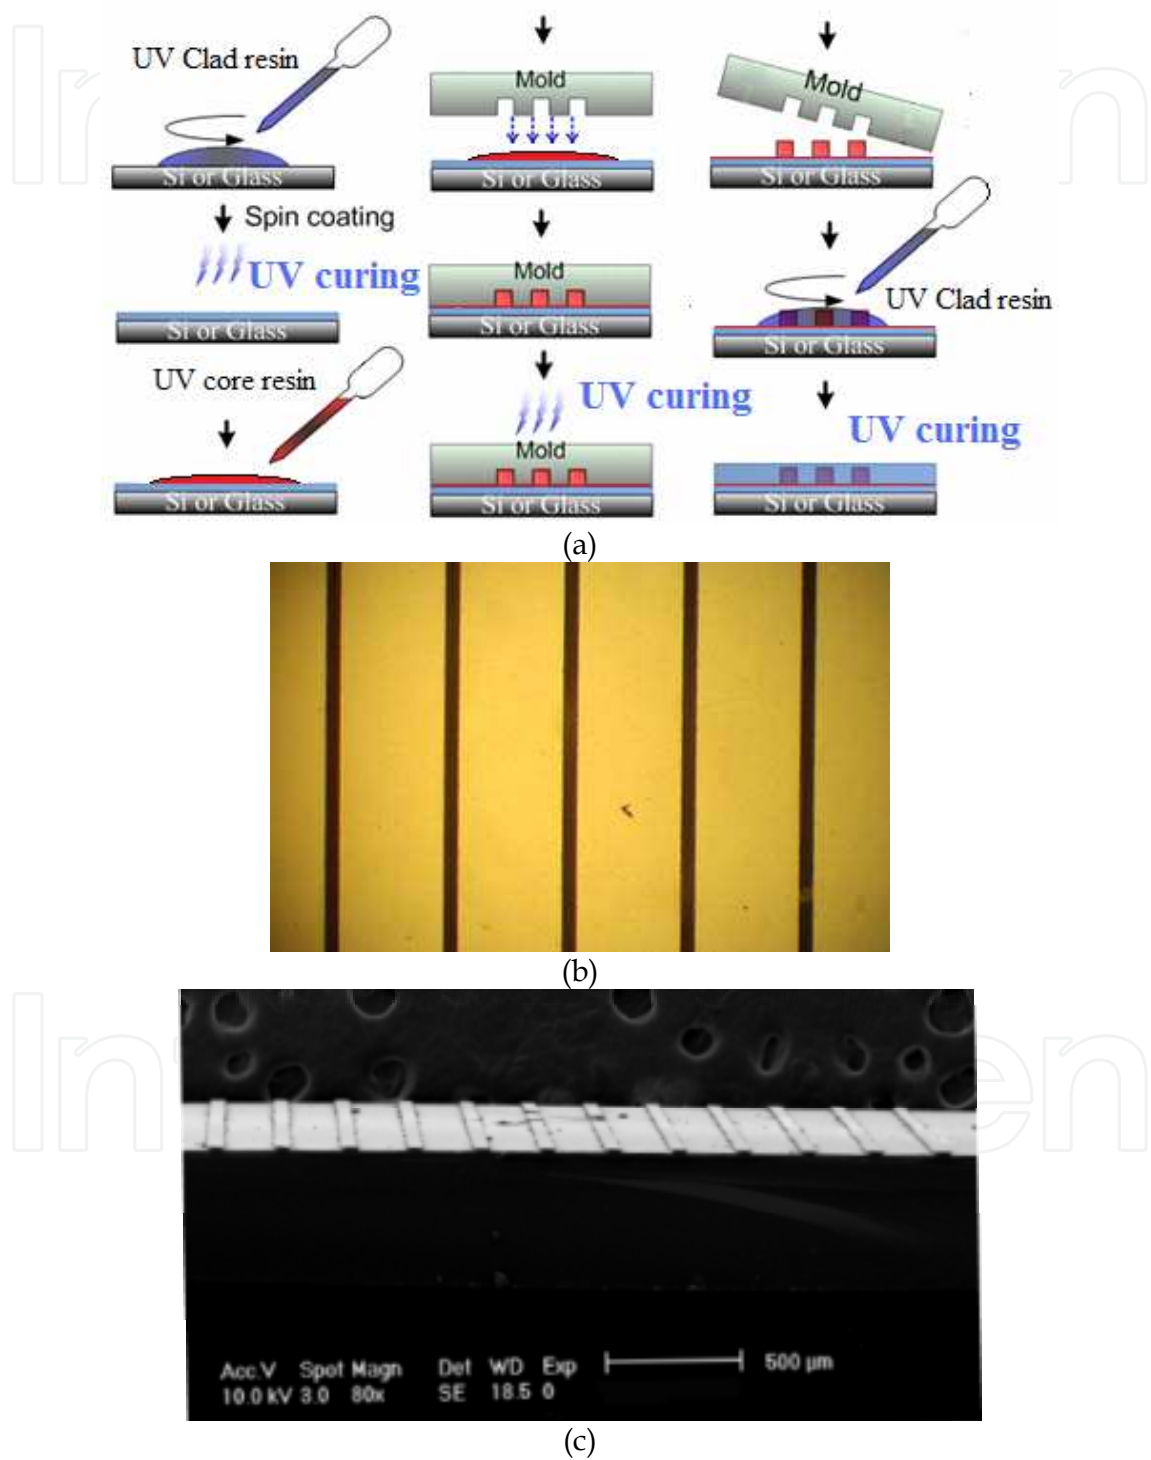 UV Clad resin
Si or Glass
Spin coating
UV curing
Si or Glass
UV core resin
Si or Glass
Mold
Si or Glass
Mold
Si or Glass
UV curing
Mold
Si or Glass
Mold
Si or Glass
UV Clad resin
Si or Glass
UV curing
Si or Glass
(a)
(b)
Acc.V Spot Magn Det WD Exp
10.0 kV 3.0 80x SE 18.5 0
500 µm
(c)